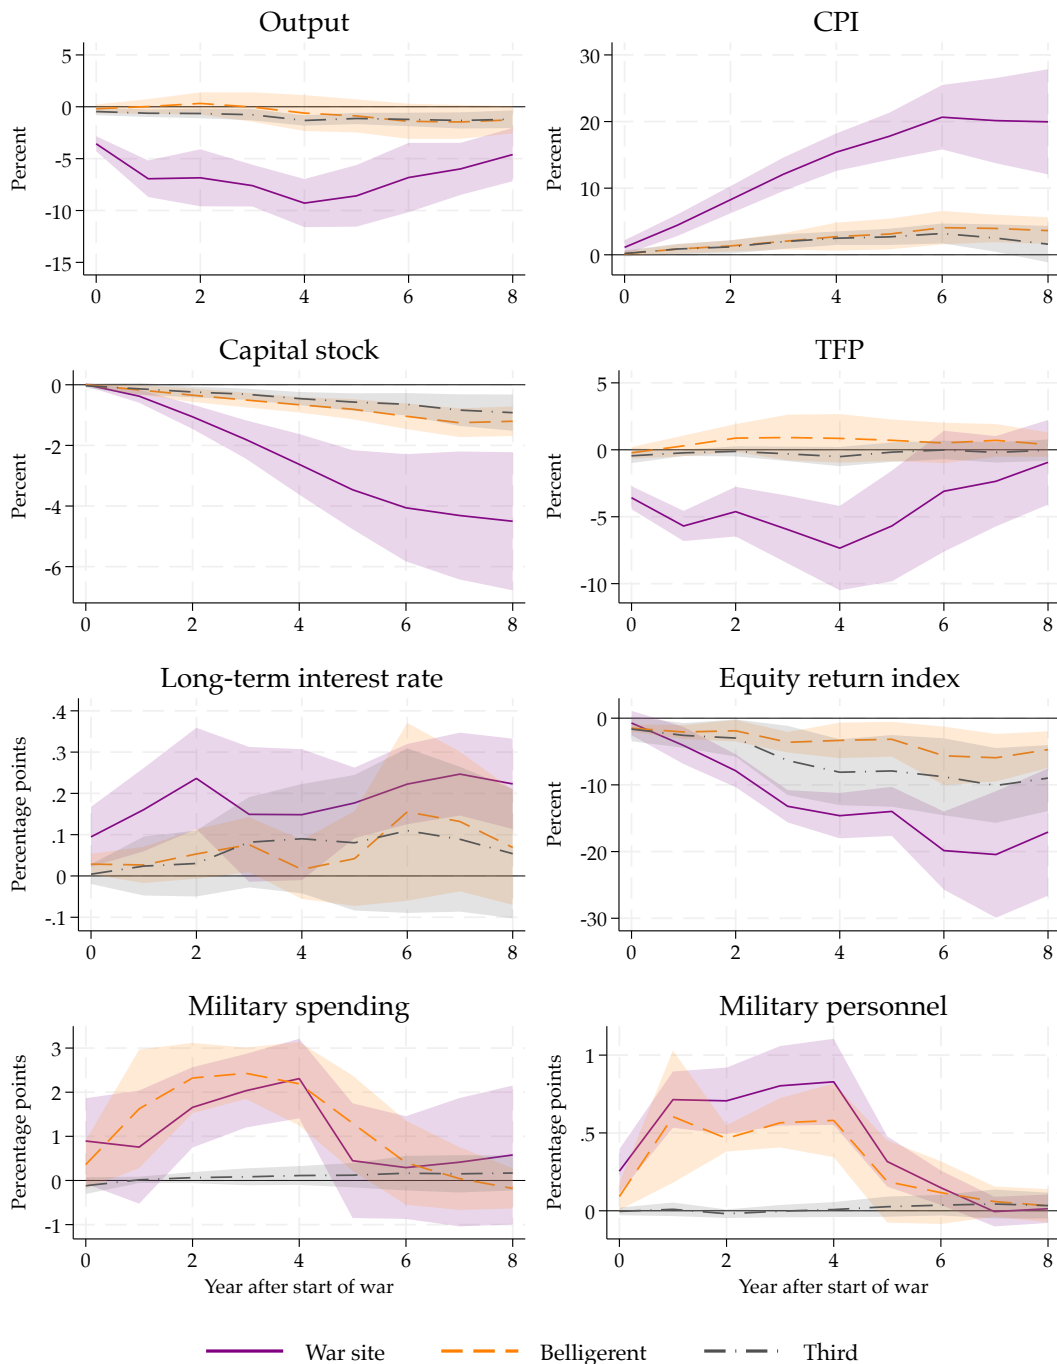 Output
CPI
5
0
-5
-10
-15
Percent
0 2 4 6 8
30
20
10
0
Percent
0 2 4 6 8
Capital stock
TFP
0
-2
-4
-6
Percent
0 2 4 6 8
5
0
-5
-10
Percent
0 2 4 6 8
Long-term interest rate
Equity return index
.4
.3
.2
.1
0
-.1
Percentage points
0 2 4 6 8
0
-10
-20
-30
Percent
0 2 4 6 8
Military spending
Military personnel
3
2
1
0
-1
Percentage points
0 2 4 6 8
Year after start of war
1
.5
0
Percentage points
0 2 4 6 8
Year after start of war
War site Belligerent Third